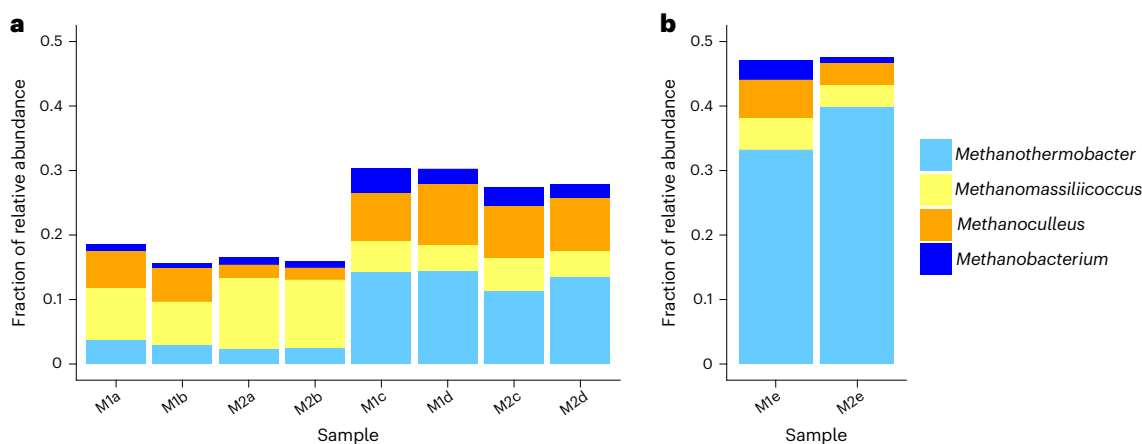 a
Fraction of relative abundance
0.5
0.4
0.3
0.2
0.1
0
M1a M1b M2a M2b M1c M1d M2c M2d
Sample
b
Fraction of relative abundance
0.5
0.4
0.3
0.2
0.1
0
M1e M2e
Sample
Methanothermobacter
Methanomassiliicoccus
Methanoculleus
Methanobacterium